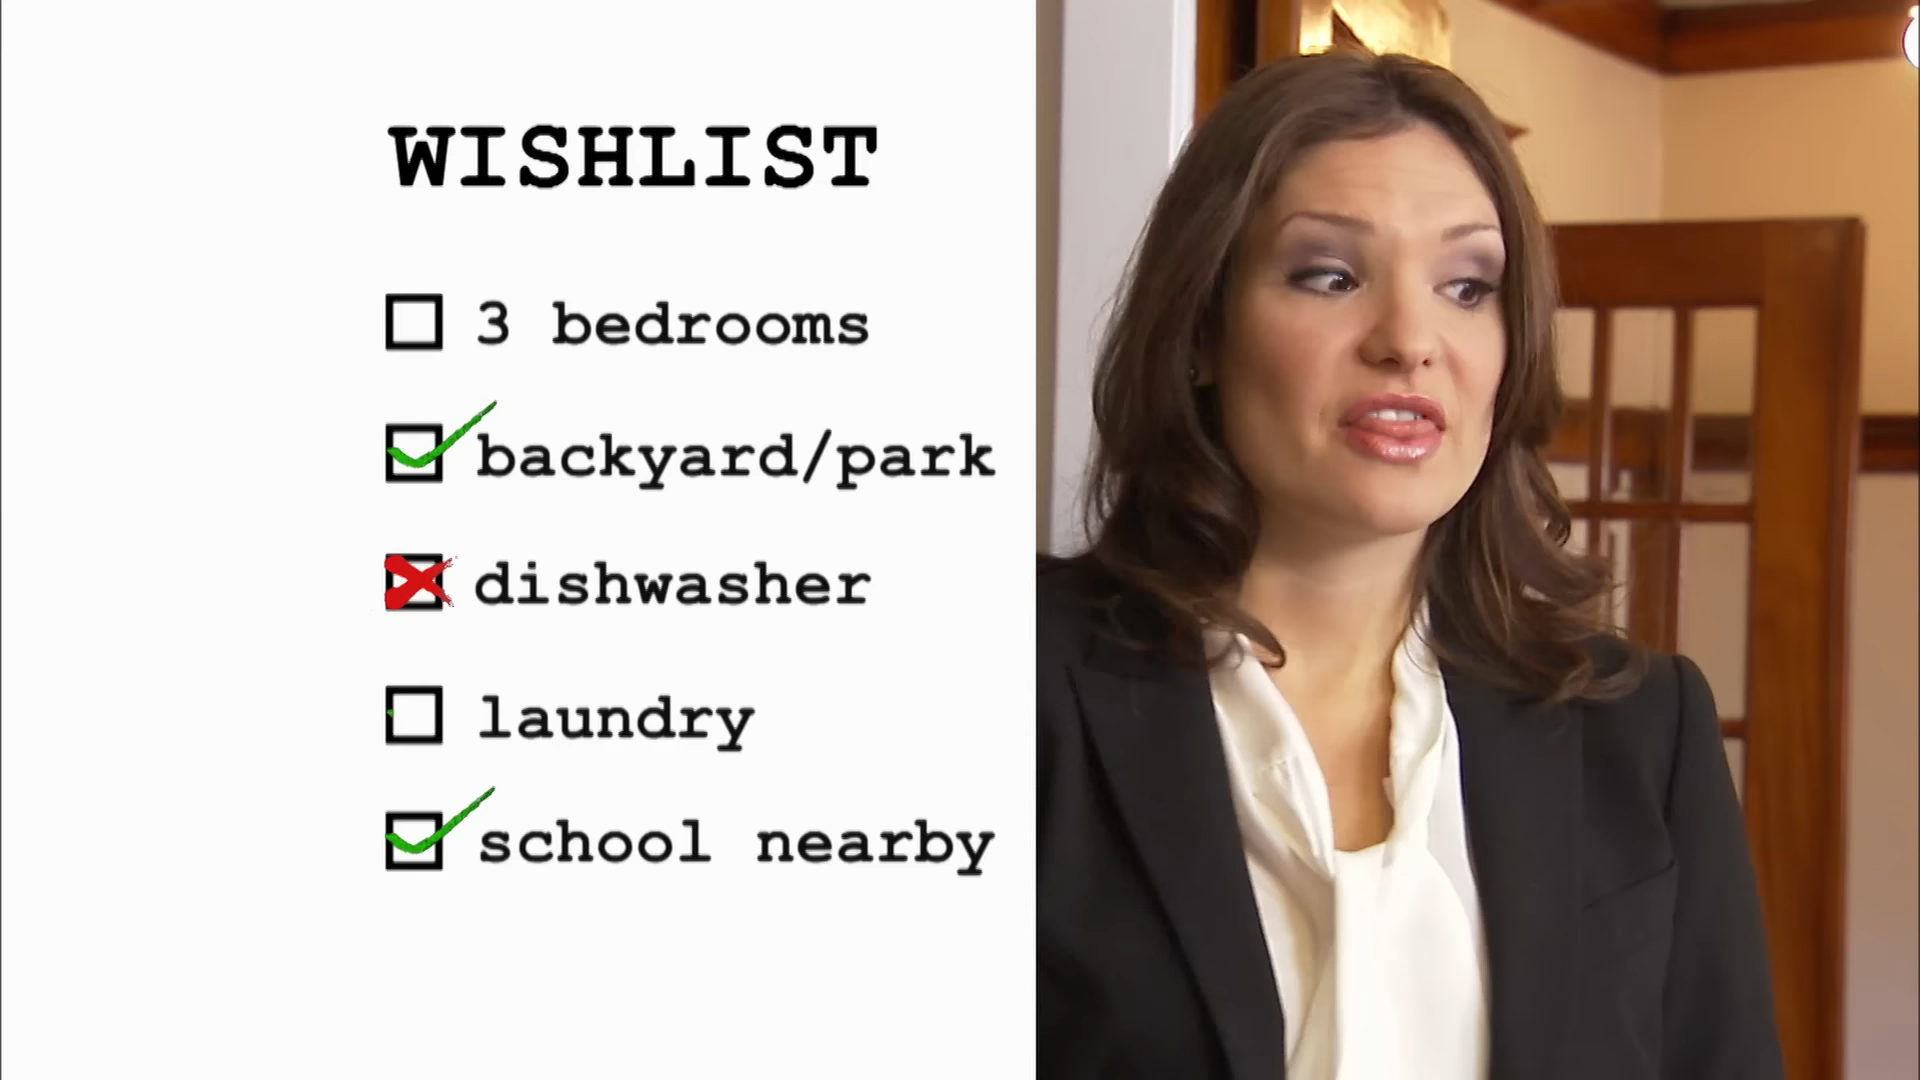 WISHLIST
3 bedrooms
backyard/park
dishwasher
laundry
school nearby